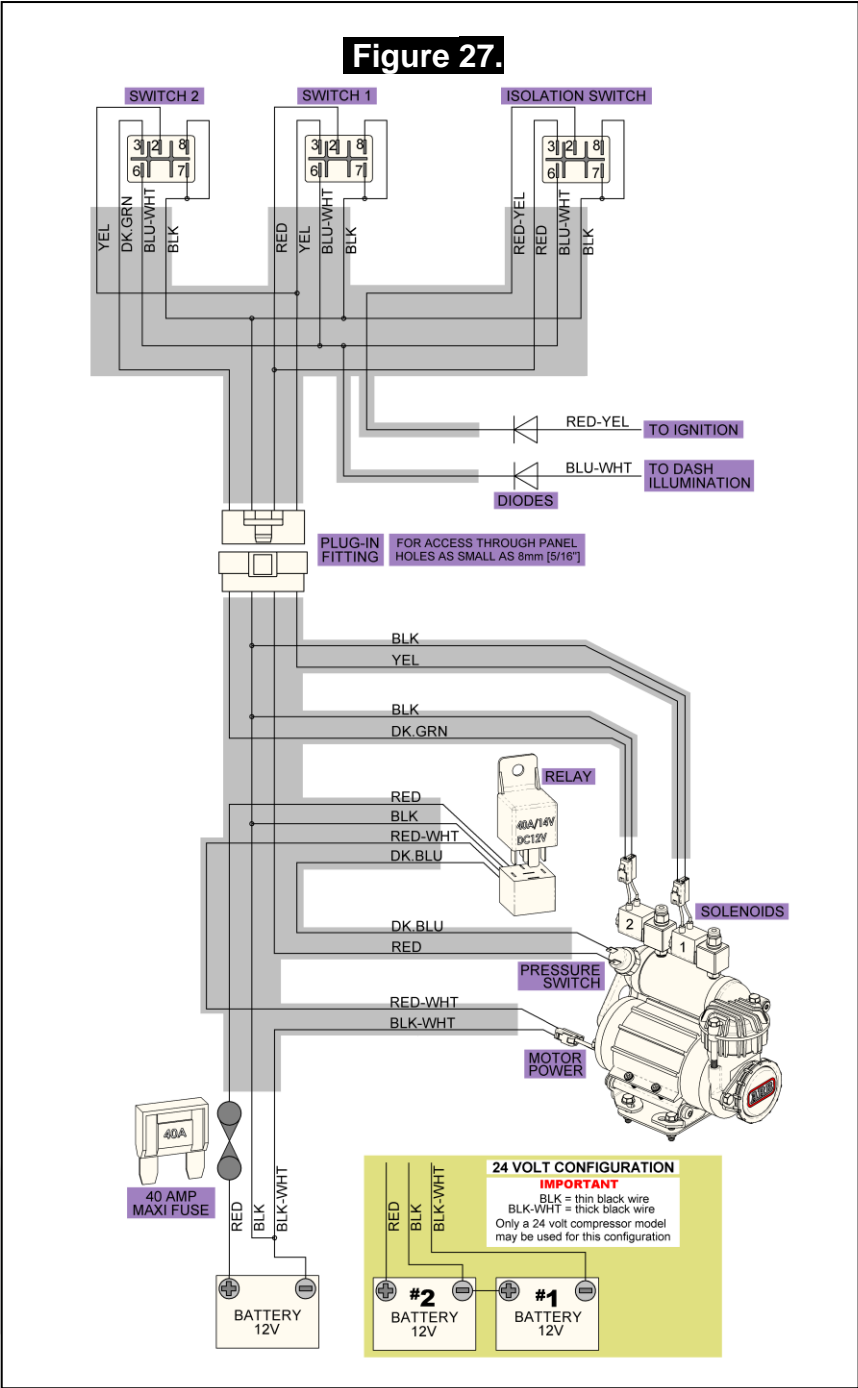 Figure 27.
SWITCH 2
SWITCH 1
ISOLATION SWITCH
3 2 8
6 7
3 2 8
6 7
3 2 8
6 7
YEL
DK.GRN
BLU-WHT
BLK
RED
YEL
BLU-WHT
BLK
RED-YEL
RED
BLU-WHT
BLK
RED-YEL
TO IGNITION
BLU-WHT
TO DASH
ILLUMINATION
DIODES
PLUG-IN
FITTING
FOR ACCESS THROUGH PANEL
HOLES AS SMALL AS 8mm [5/16"]
BLK
YEL
BLK
DK.GRN
RELAY
40A/14V
DC12V
RED
BLK
RED-WHT
DK.BLU
SOLENOIDS
2
1
DK.BLU
RED
PRESSURE
SWITCH
RED-WHT
BLK-WHT
MOTOR
POWER
40A
40 AMP
MAXI FUSE
RED
BLK
BLK-WHT
BATTERY
12V
24 VOLT CONFIGURATION
IMPORTANT
BLK = thin black wire
BLK-WHT = thick black wire
Only a 24 volt compressor model
may be used for this configuration
RED
BLK
BLK-WHT
#2
BATTERY
12V
#1
BATTERY
12V